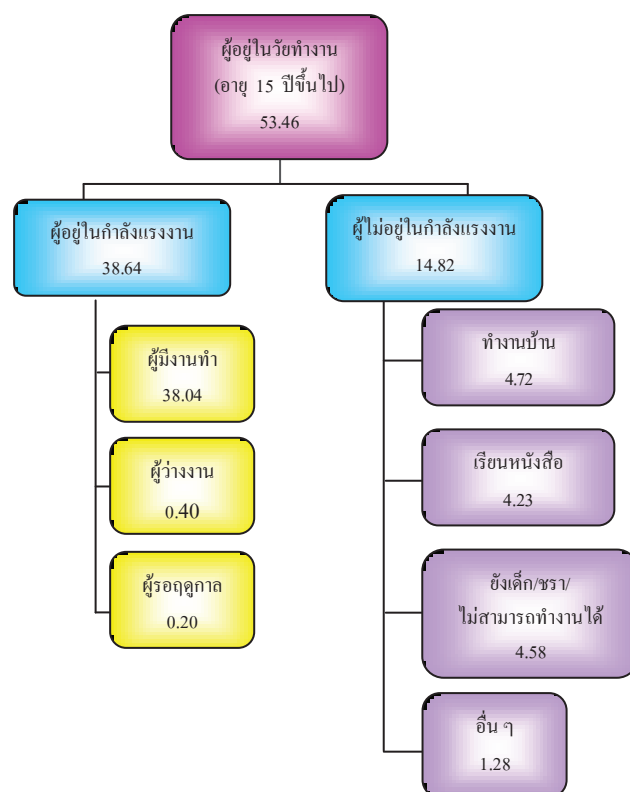 ผู้อยู่ในวัยทำงาน
(อายุ 15 ปีขึ้นไป)
53.46
ผู้อยู่ในกำลังแรงงาน
38.64
ผู้มีงานทำ
38.04
ผู้ว่างงาน
0.40
ผู้รอฤดูกาล
0.20
ผู้ไม่อยู่ในกำลังแรงงาน
14.82
ทำงานบ้าน
4.72
เรียนหนังสือ
4.23
ยังเด็ก/ชรา/
ไม่สามารถทำงานได้
4.58
อื่น ๆ
1.28